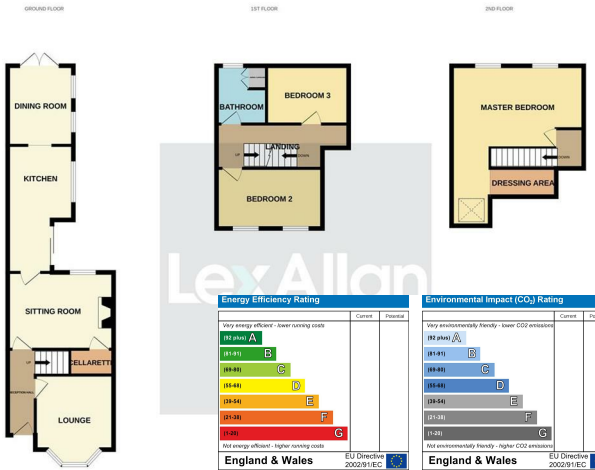 GROUND FLOOR
1ST FLOOR
2ND FLOOR
DINING ROOM
KITCHEN
SITTING ROOM
CELLARETTE
LOUNGE
BATHROOM
BEDROOM 3
LANDING
UP
DOWN
BEDROOM 2
MASTER BEDROOM
DOWN
DRESSING AREA
LexAllan
Energy Efficiency Rating
Current Potential
Very energy efficient - lower running costs
(92 plus) A
(81-91) B
(69-80) C
(55-68) D
(39-54) E
(21-38) F
(1-20) G
Not energy efficient - higher running costs
England & Wales
EU Directive
2002/91/EC
Environmental Impact (CO₂) Rating
Current Po
Very environmentally friendly - lower CO2 emissions
(92 plus) A
(81-91) B
(69-80) C
(55-68) D
(39-54) E
(21-38) F
(1-20) G
Not environmentally friendly - higher CO2 emissions
England & Wales
EU Directive
2002/91/EC